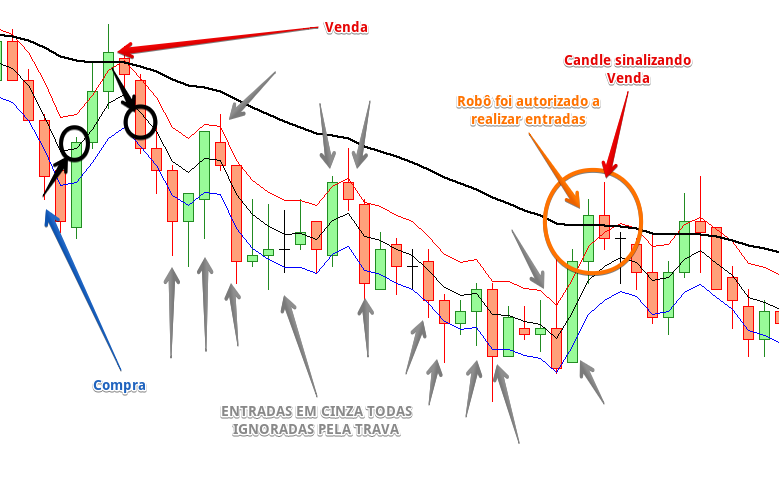 Venda
Candle sinalizando
Venda
Robô foi autorizado a
realizar entradas
Compra
ENTRADAS EM CINZA TODAS
IGNORADAS PELA TRAVA